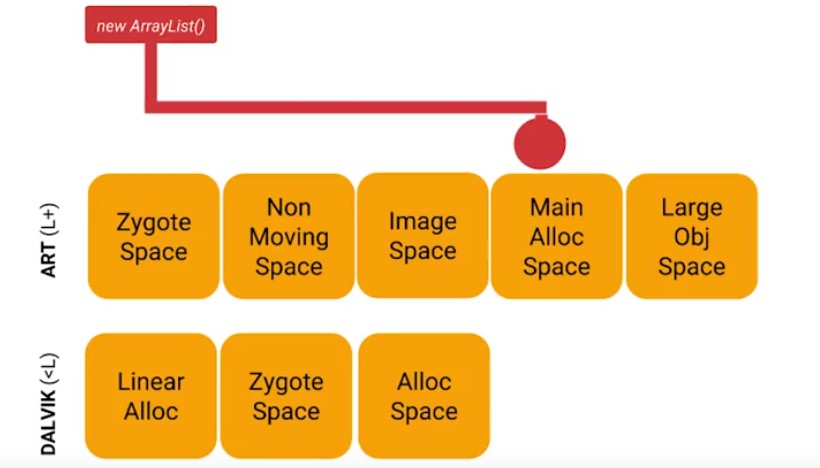 new ArrayList()
ART (L+)
Zygote
Space
Non
Moving
Space
Image
Space
Main
Alloc
Space
Large
Obj
Space
DALVIK (<L)
Linear
Alloc
Zygote
Space
Alloc
Space